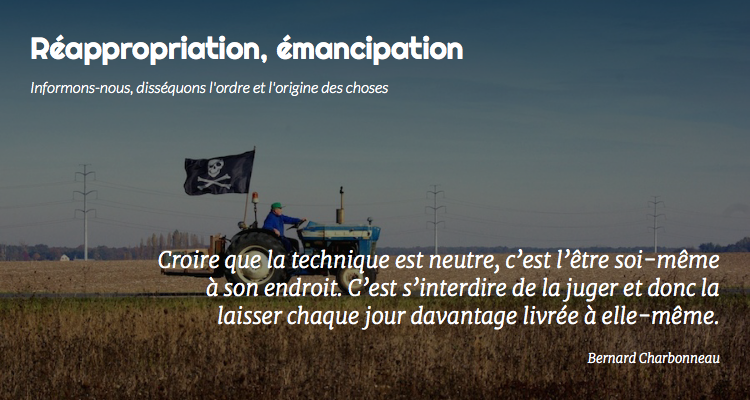 Réappropriation, émancipation
Informons-nous, disséquons l'ordre et l'origine des choses
Croire que la technique est neutre, c’est l’être soi-même
à son endroit. C’est s’interdire de la juger et donc la
laisser chaque jour davantage livrée à elle-même.
Bernard Charbonneau